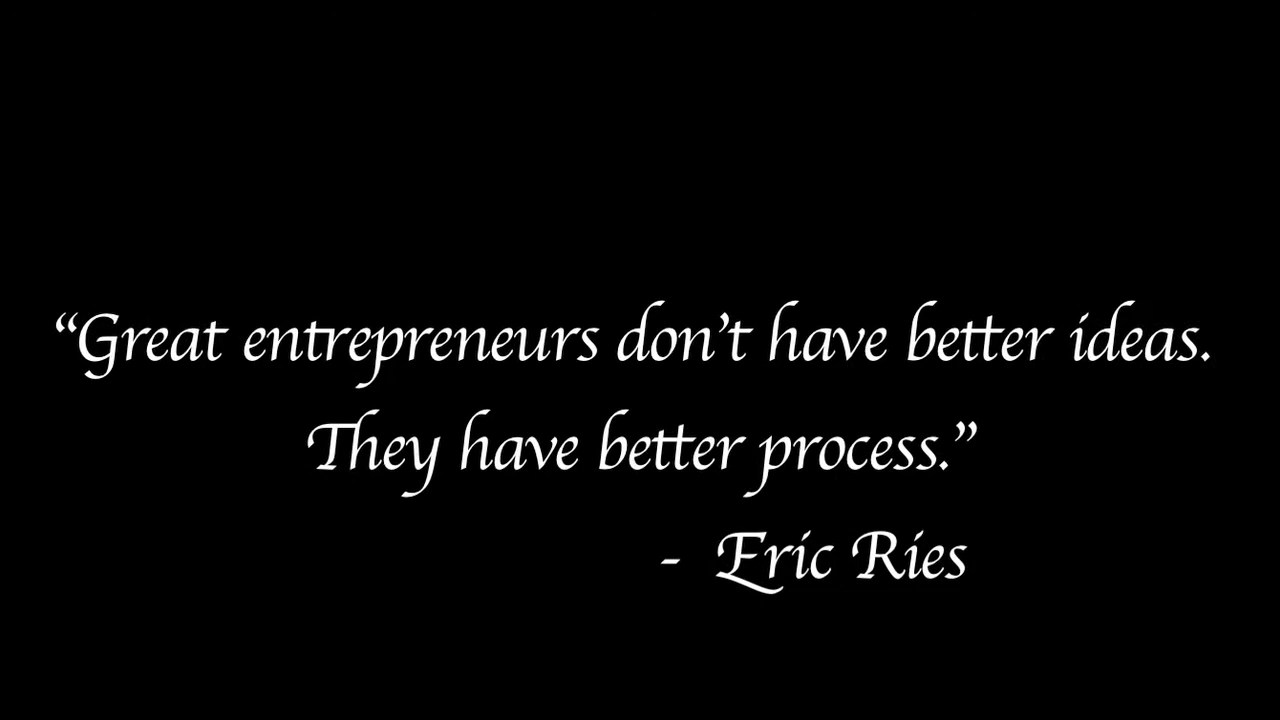 “Great entrepreneurs don’t have better ideas.
They have better process.”
- Eric Ries